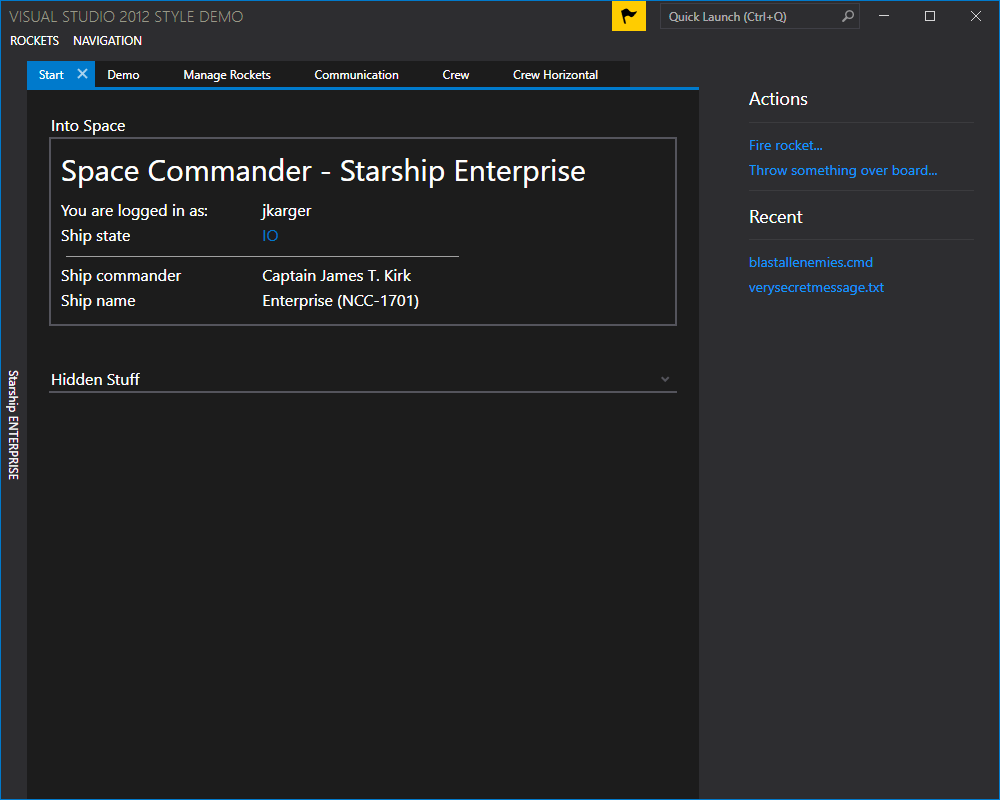 VISUAL STUDIO 2012 STYLE DEMO
Quick Launch (Ctrl+Q)
ROCKETS NAVIGATION
Start Demo Manage Rockets Communication Crew Crew Horizontal
Into Space
Space Commander - Starship Enterprise
You are logged in as: jkarger
Ship state IO
Ship commander Captain James T. Kirk
Ship name Enterprise (NCC-1701)
Hidden Stuff
Starship ENTERPRISE
Actions
Fire rocket...
Throw something over board...
Recent
blastallenemies.cmd
verysecretmessage.txt